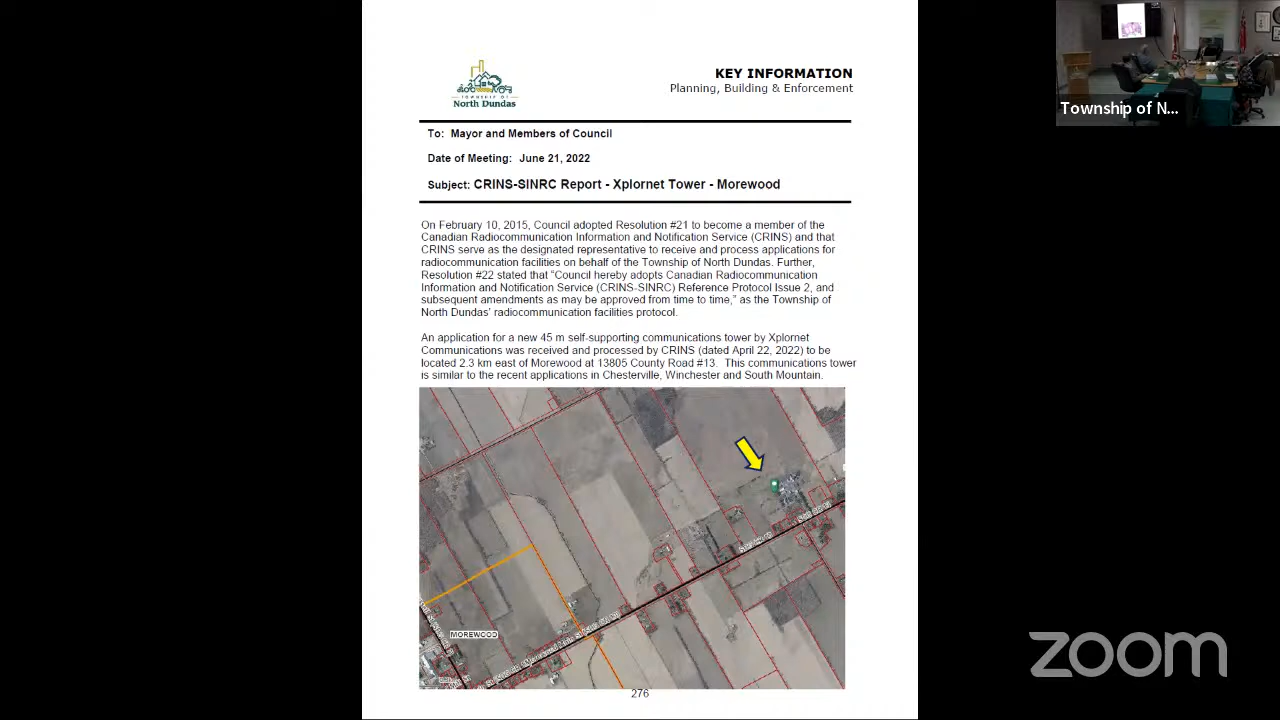 TOWNSHIP OF
North Dundas
KEY INFORMATION
Planning, Building & Enforcement
To: Mayor and Members of Council
Date of Meeting: June 21, 2022
Subject: CRINS-SINRC Report - Xplornet Tower - Morewood
On February 10, 2015, Council adopted Resolution #21 to become a member of the
Canadian Radiocommunication Information and Notification Service (CRINS) and that
CRINS serve as the designated representative to receive and process applications for
radiocommunication facilities on behalf of the Township of North Dundas. Further,
Resolution #22 stated that “Council hereby adopts Canadian Radiocommunication
Information and Notification Service (CRINS-SINRC) Reference Protocol Issue 2, and
subsequent amendments as may be approved from time to time,” as the Township of
North Dundas’ radiocommunication facilities protocol.
An application for a new 45 m self-supporting communications tower by Xplornet
Communications was received and processed by CRINS (dated April 22, 2022) to be
located 2.3 km east of Morewood at 13805 County Road #13. This communications tower
is similar to the recent applications in Chesterville, Winchester and South Mountain.
MOREWOOD
276
Township of N...
zoom